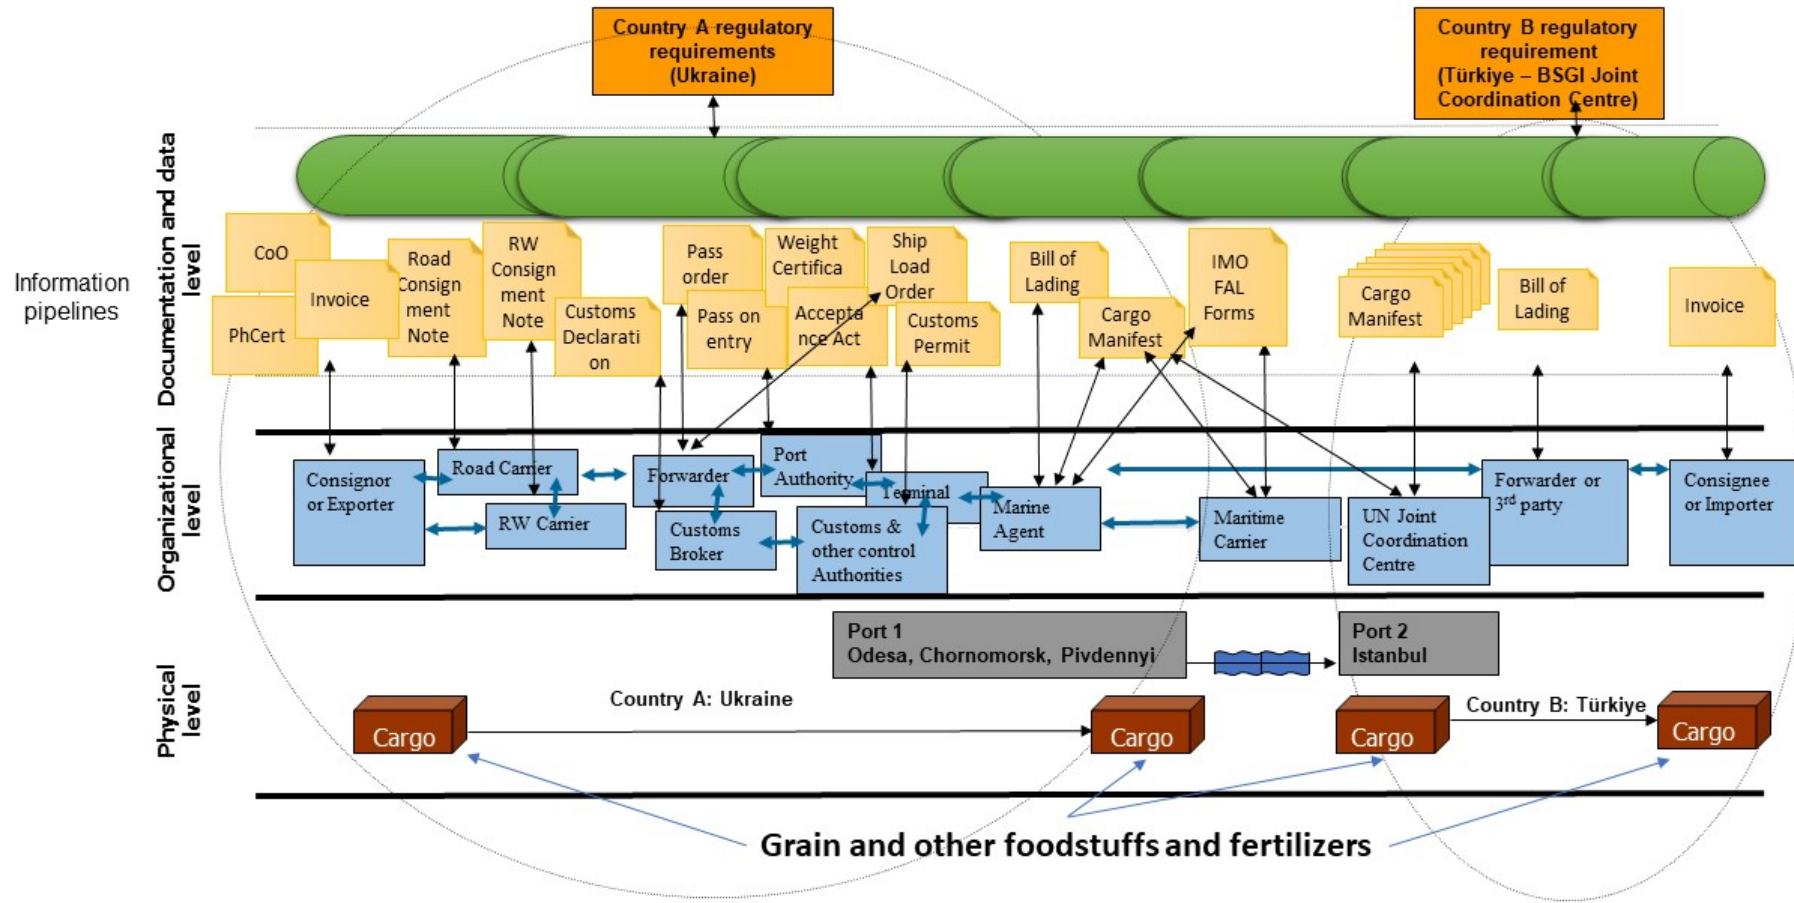 Country A regulatory
requirements
(Ukraine)
Country B regulatory
requirement
(Türkiye – BSGI Joint
Coordination Centre)
Information
pipelines
Documentation and data
level
CoO
PhCert
Invoice
Road
Consign
ment
Note
RW
Consign
ment
Note
Customs
Declarati
on
Pass
order
Pass on
entry
Weight
Certifica
Accepta
nce Act
Ship
Load
Order
Customs
Permit
Bill of
Lading
Cargo
Manifest
IMO
FAL
Forms
Cargo
Manifest
Bill of
Lading
Invoice
Organizational
level
Consignor
or Exporter
Road Carrier
RW Carrier
Forwarder
Customs
Broker
Port
Authority
Terminal
Customs &
other control
Authorities
Marine
Agent
Maritime
Carrier
UN Joint
Coordination
Centre
Forwarder or
3rd party
Consignee
or Importer
Physical
level
Port 1
Odesa, Chornomorsk, Pivdennyi
Port 2
Istanbul
Country A: Ukraine
Country B: Türkiye
Cargo
Cargo
Cargo
Cargo
Grain and other foodstuffs and fertilizers